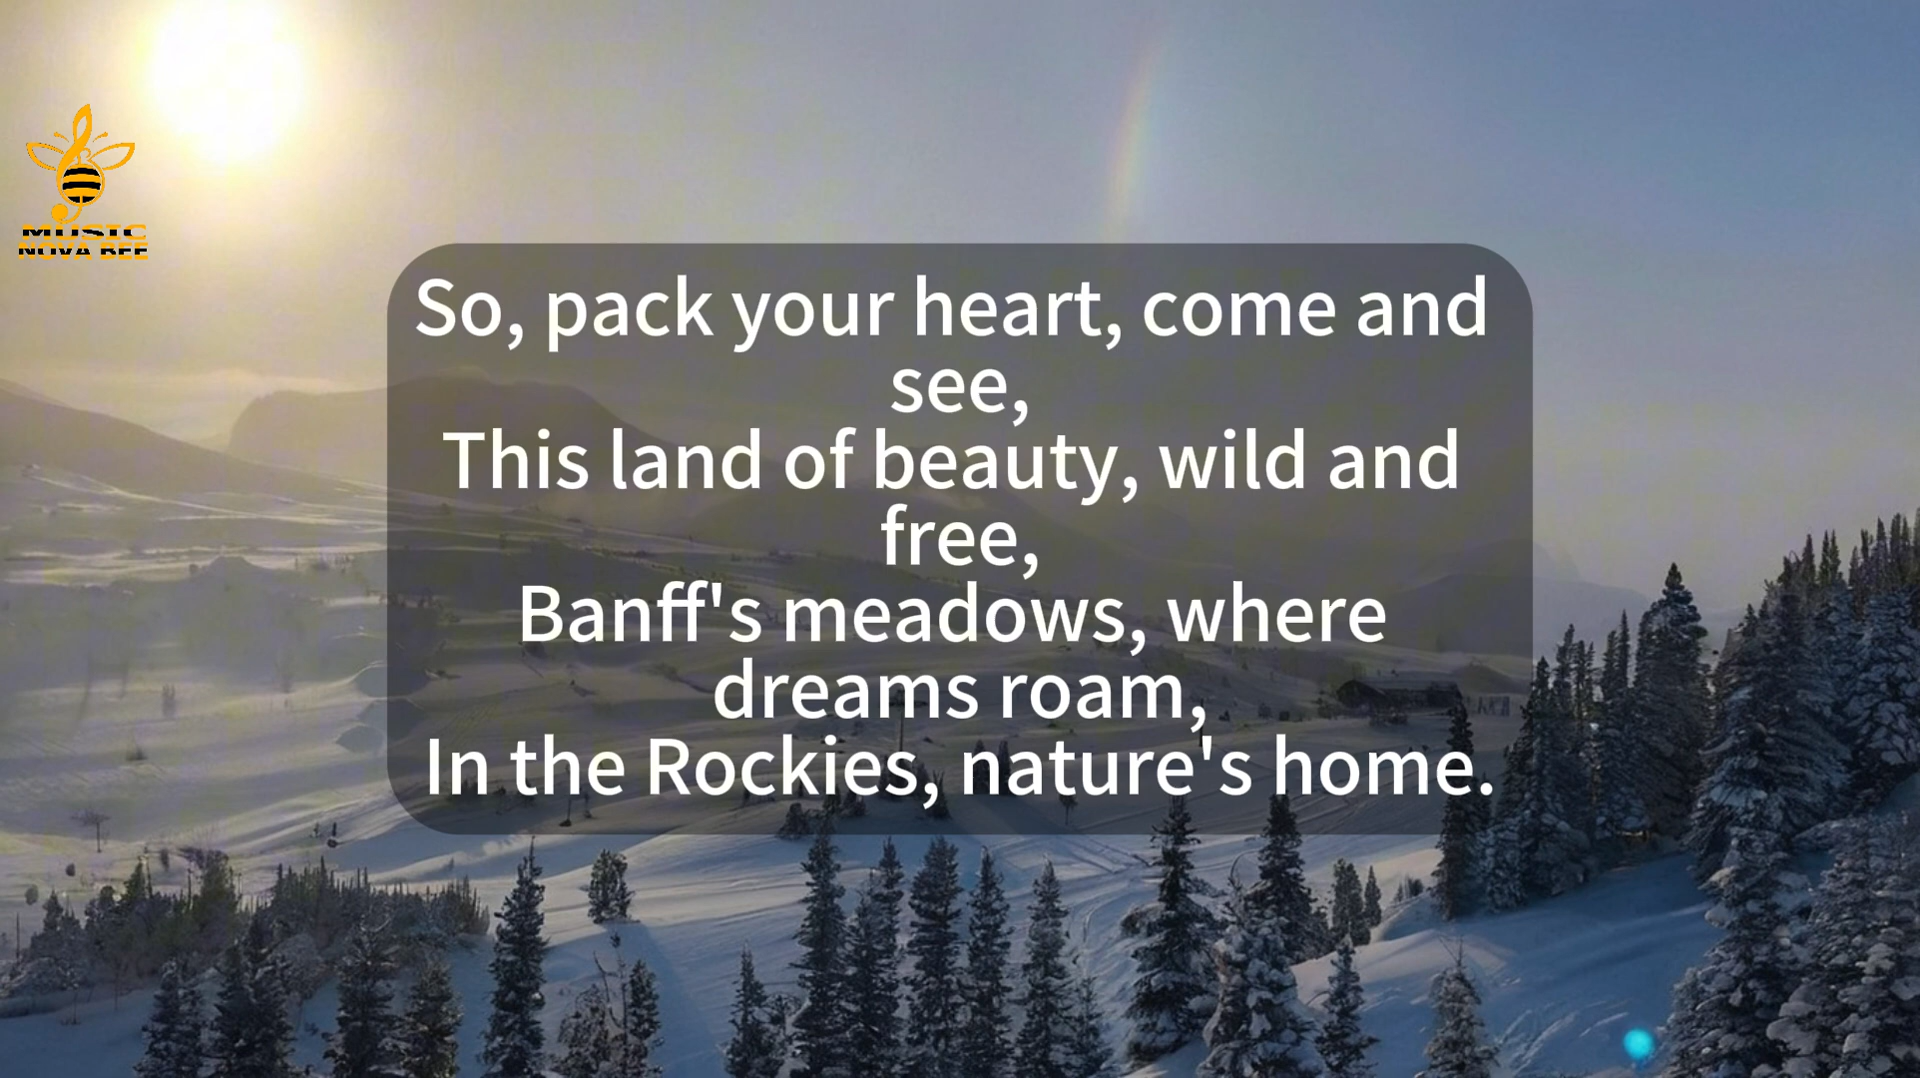 MUSIC
NOVA BEE
So, pack your heart, come and
see,
This land of beauty, wild and
free,
Banff's meadows, where
dreams roam,
In the Rockies, nature's home.